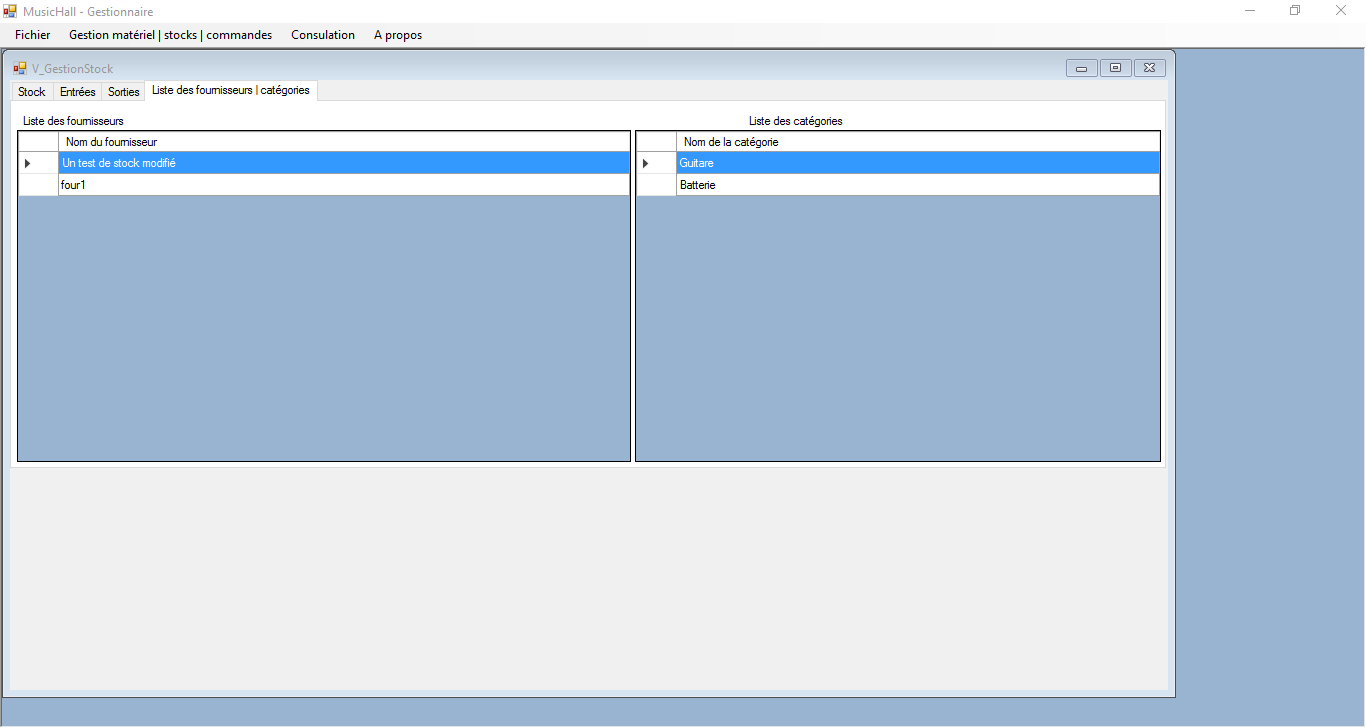 MusicHall - Gestionnaire
Fichier Gestion matériel | stocks | commandes Consulation A propos
V_GestionStock
Stock Entrées Sorties Liste des fournisseurs | catégories
Liste des fournisseurs Liste des catégories
Nom du fournisseur Nom de la catégorie
Un test de stock modifié Guitare
four1 Batterie